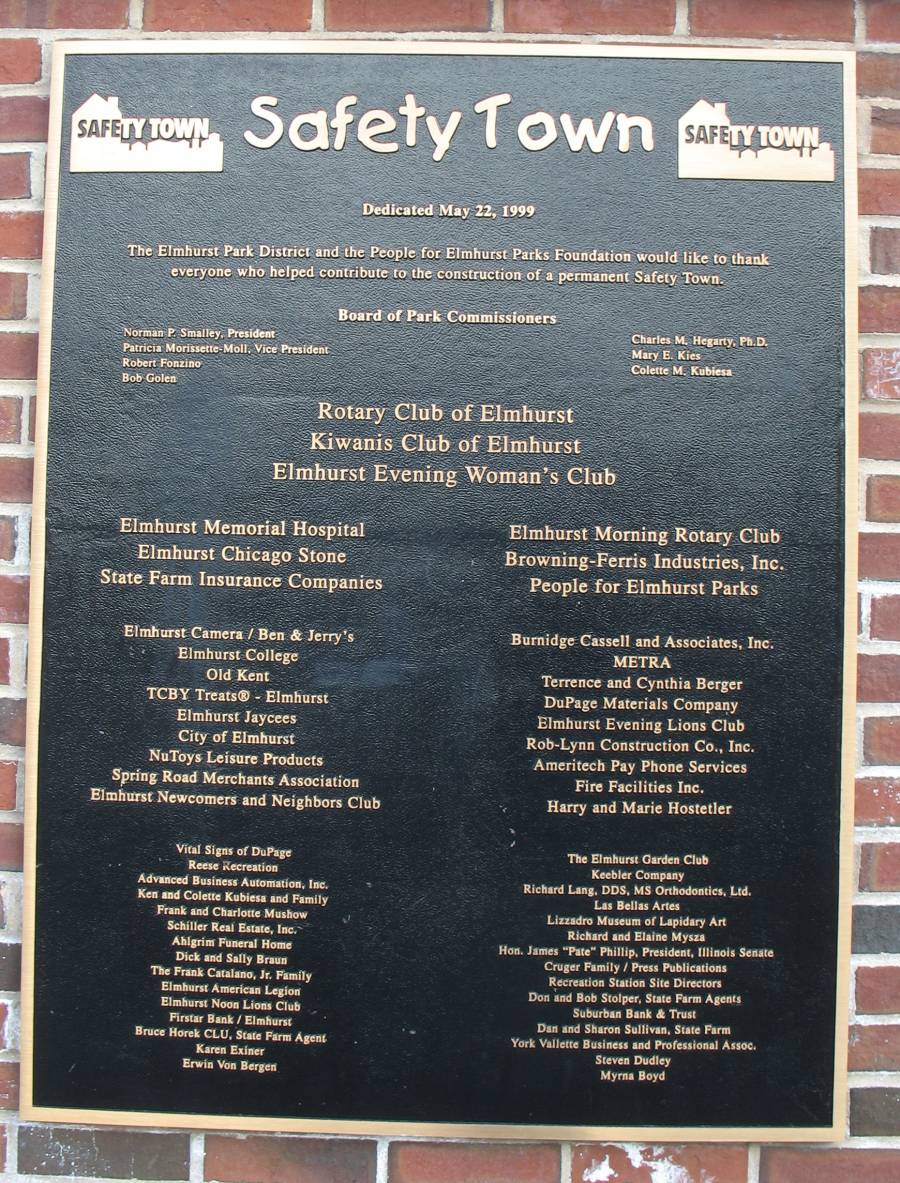 SAFETY TOWN
Safety Town
SAFETY TOWN
Dedicated May 22, 1999
The Elmhurst Park District and the People for Elmhurst Parks Foundation would like to thank
everyone who helped contribute to the construction of a permanent Safety Town.
Board of Park Commissioners
Norman P. Smalley, President
Patricia Morissette-Moll, Vice President
Robert Fonzino
Bob Golen
Charles M. Hegarty, Ph.D.
Mary E. Kies
Colette M. Kubiesa
Rotary Club of Elmhurst
Kiwanis Club of Elmhurst
Elmhurst Evening Woman's Club
Elmhurst Memorial Hospital
Elmhurst Chicago Stone
State Farm Insurance Companies
Elmhurst Morning Rotary Club
Browning-Ferris Industries, Inc.
People for Elmhurst Parks
Elmhurst Camera / Ben & Jerry's
Elmhurst College
Old Kent
TCBY Treats® - Elmhurst
Elmhurst Jaycees
City of Elmhurst
NuToys Leisure Products
Spring Road Merchants Association
Elmhurst Newcomers and Neighbors Club
Burnidge Cassell and Associates, Inc.
METRA
Terrence and Cynthia Berger
DuPage Materials Company
Elmhurst Evening Lions Club
Rob-Lynn Construction Co., Inc.
Ameritech Pay Phone Services
Fire Facilities Inc.
Harry and Marie Hostetler
Vital Signs of DuPage
Reese Recreation
Advanced Business Automation, Inc.
Ken and Colette Kubiesa and Family
Frank and Charlotte Mushow
Schiller Real Estate, Inc.
Ahlgrim Funeral Home
Dick and Sally Braun
The Frank Catalano, Jr. Family
Elmhurst American Legion
Elmhurst Noon Lions Club
Firstar Bank / Elmhurst
Bruce Horek CLU, State Farm Agent
Karen Exiner
Erwin Von Bergen
The Elmhurst Garden Club
Keebler Company
Richard Lang, DDS, MS Orthodontics, Ltd.
Las Bellas Artes
Lizzadro Museum of Lapidary Art
Richard and Elaine Mysza
Hon. James "Pate" Phillip, President, Illinois Senate
Cruger Family / Press Publications
Recreation Station Site Directors
Don and Bob Stolper, State Farm Agents
Suburban Bank & Trust
Dan and Sharon Sullivan, State Farm
York Vallette Business and Professional Assoc.
Steven Dudley
Myrna Boyd